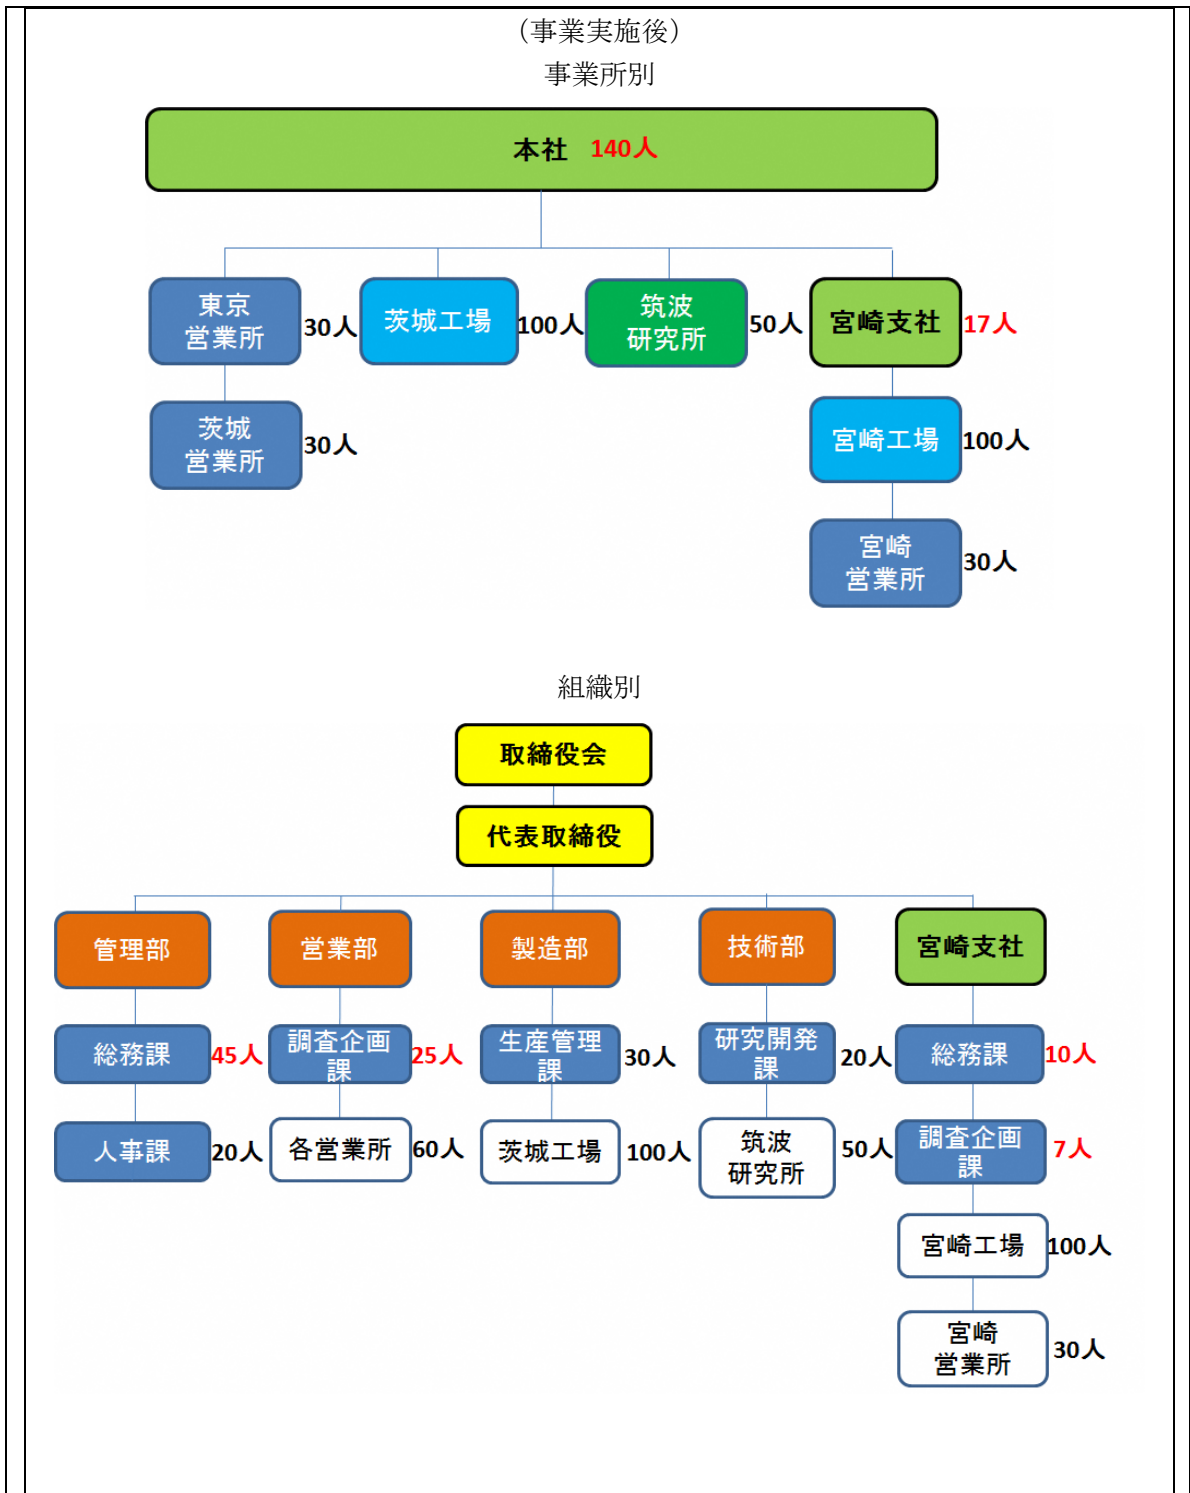 （事業実施後）
事業所別
本社 140人
東京
営業所
30人
茨城工場
100人
筑波
研究所
50人
宮崎支社
17人
茨城
営業所
30人
宮崎工場
100人
宮崎
営業所
30人
組織別
取締役会
代表取締役
管理部
営業部
製造部
技術部
宮崎支社
総務課
45人
調査企画
課
25人
生産管理
課
30人
研究開発
課
20人
総務課
10人
人事課
20人
各営業所
60人
茨城工場
100人
筑波
研究所
50人
調査企画
課
7人
宮崎工場
100人
宮崎
営業所
30人